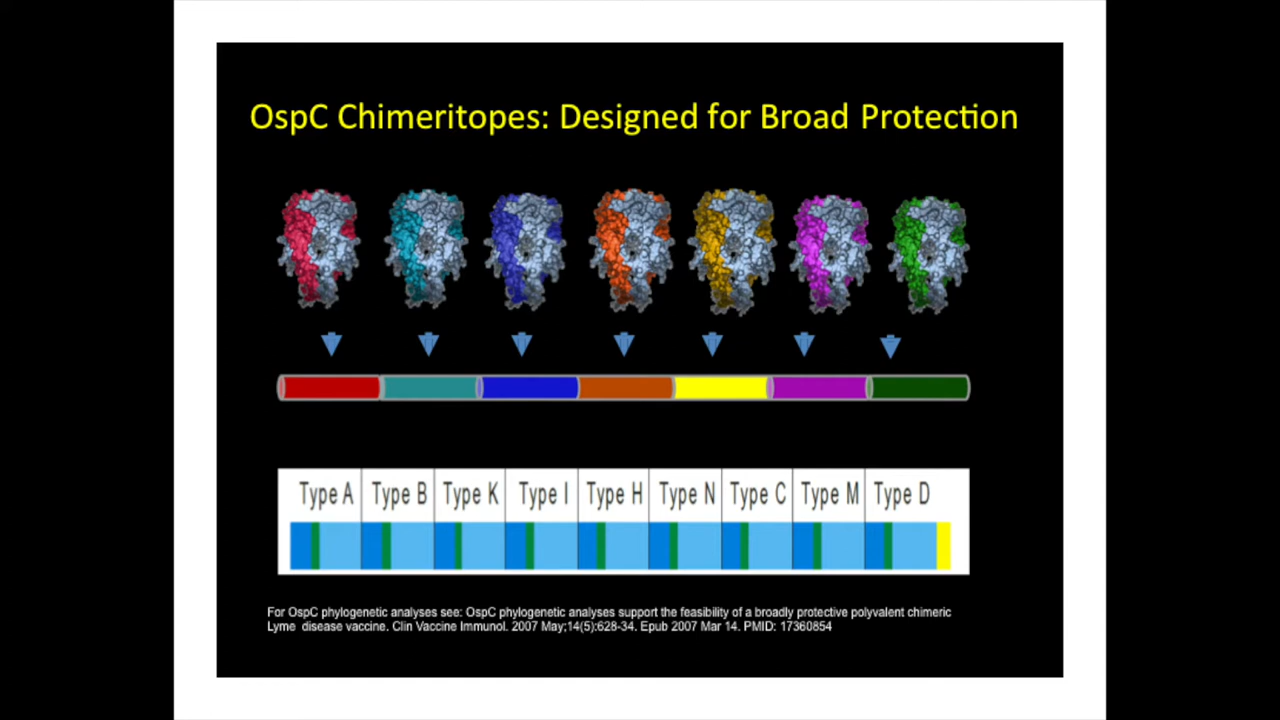 OspC Chimeritopes: Designed for Broad Protection
Type A Type B Type K Type I Type H Type N Type C Type M Type D
For OspC phylogenetic analyses see: OspC phylogenetic analyses support the feasibility of a broadly protective polyvalent chimeric
Lyme disease vaccine. Clin Vaccine Immunol. 2007 May;14(5):628-34. Epub 2007 Mar 14. PMID: 17360854